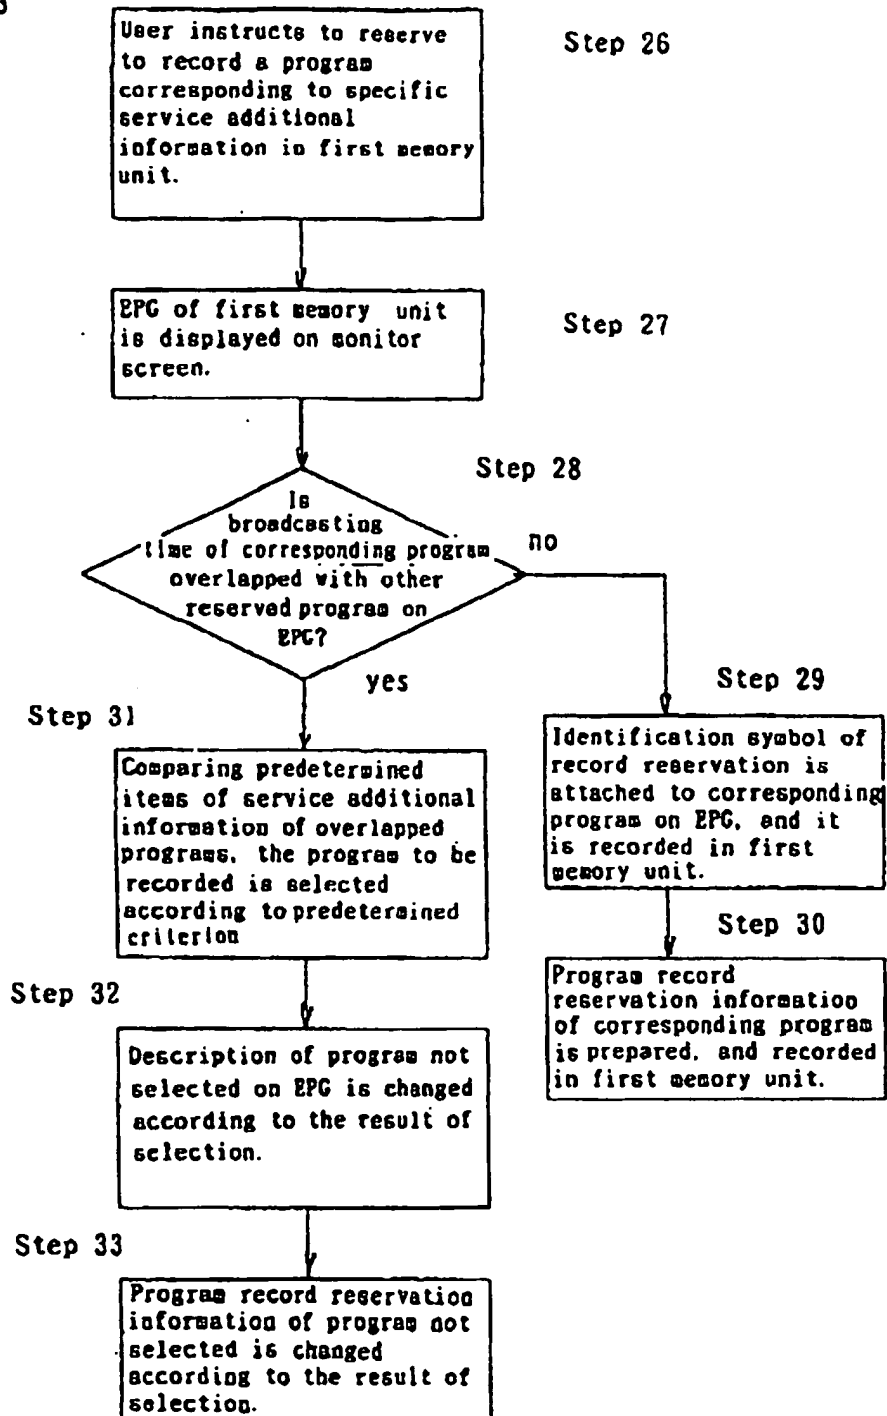 User instructs to reserve
to record a program
corresponding to specific
service additional
information in first memory
unit.
Step 26
EPG of first memory unit
is displayed on monitor
screen.
Step 27
Step 28
Is
broadcasting
time of corresponding program
overlapped with other
reserved program on
EPG?
no
yes
Step 29
Identification symbol of
record reservation is
attached to corresponding
program on EPG, and it
is recorded in first
memory unit.
Step 30
Program record
reservation information
of corresponding program
is prepared, and recorded
in first memory unit.
Step 31
Comparing predetermined
items of service additional
information of overlapped
programs, the program to be
recorded is selected
according to predetermined
criterion
Step 32
Description of program not
selected on EPG is changed
according to the result of
selection.
Step 33
Program record reservation
information of program not
selected is changed
according to the result of
selection.